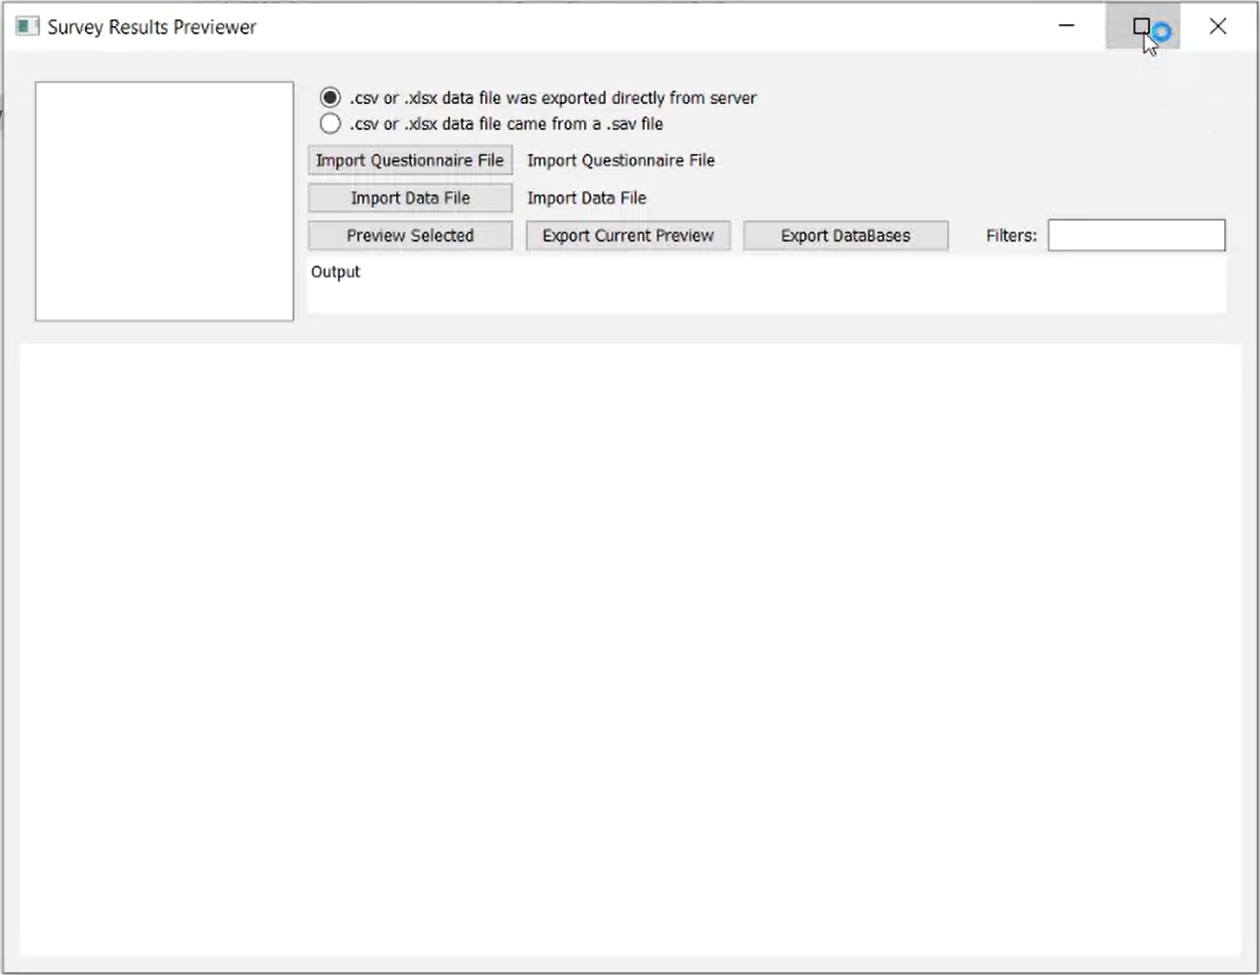 Survey Results Previewer
.csv or .xlsx data file was exported directly from server
.csv or .xlsx data file came from a .sav file
Import Questionnaire File Import Questionnaire File
Import Data File Import Data File
Preview Selected Export Current Preview Export DataBases Filters:
Output